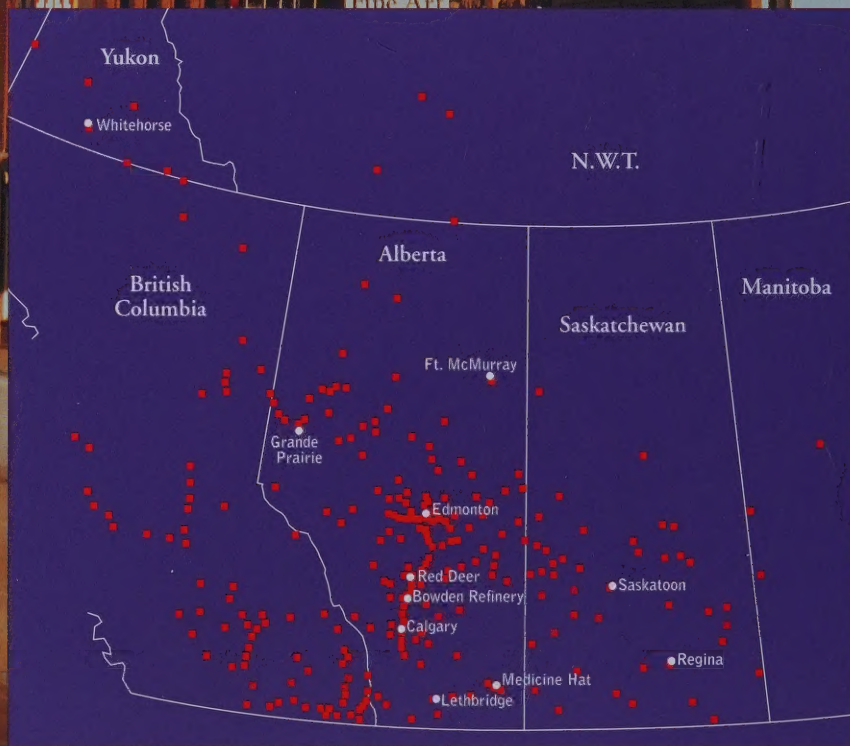 Yukon
Whitehorse
N.W.T.
Alberta
British
Columbia
Manitoba
Saskatchewan
Ft. McMurray
Grande
Prairie
Edmonton
Red Deer
Saskatoon
Bowden Refinery
Calgary
Regina
Medicine Hat
Lethbridge